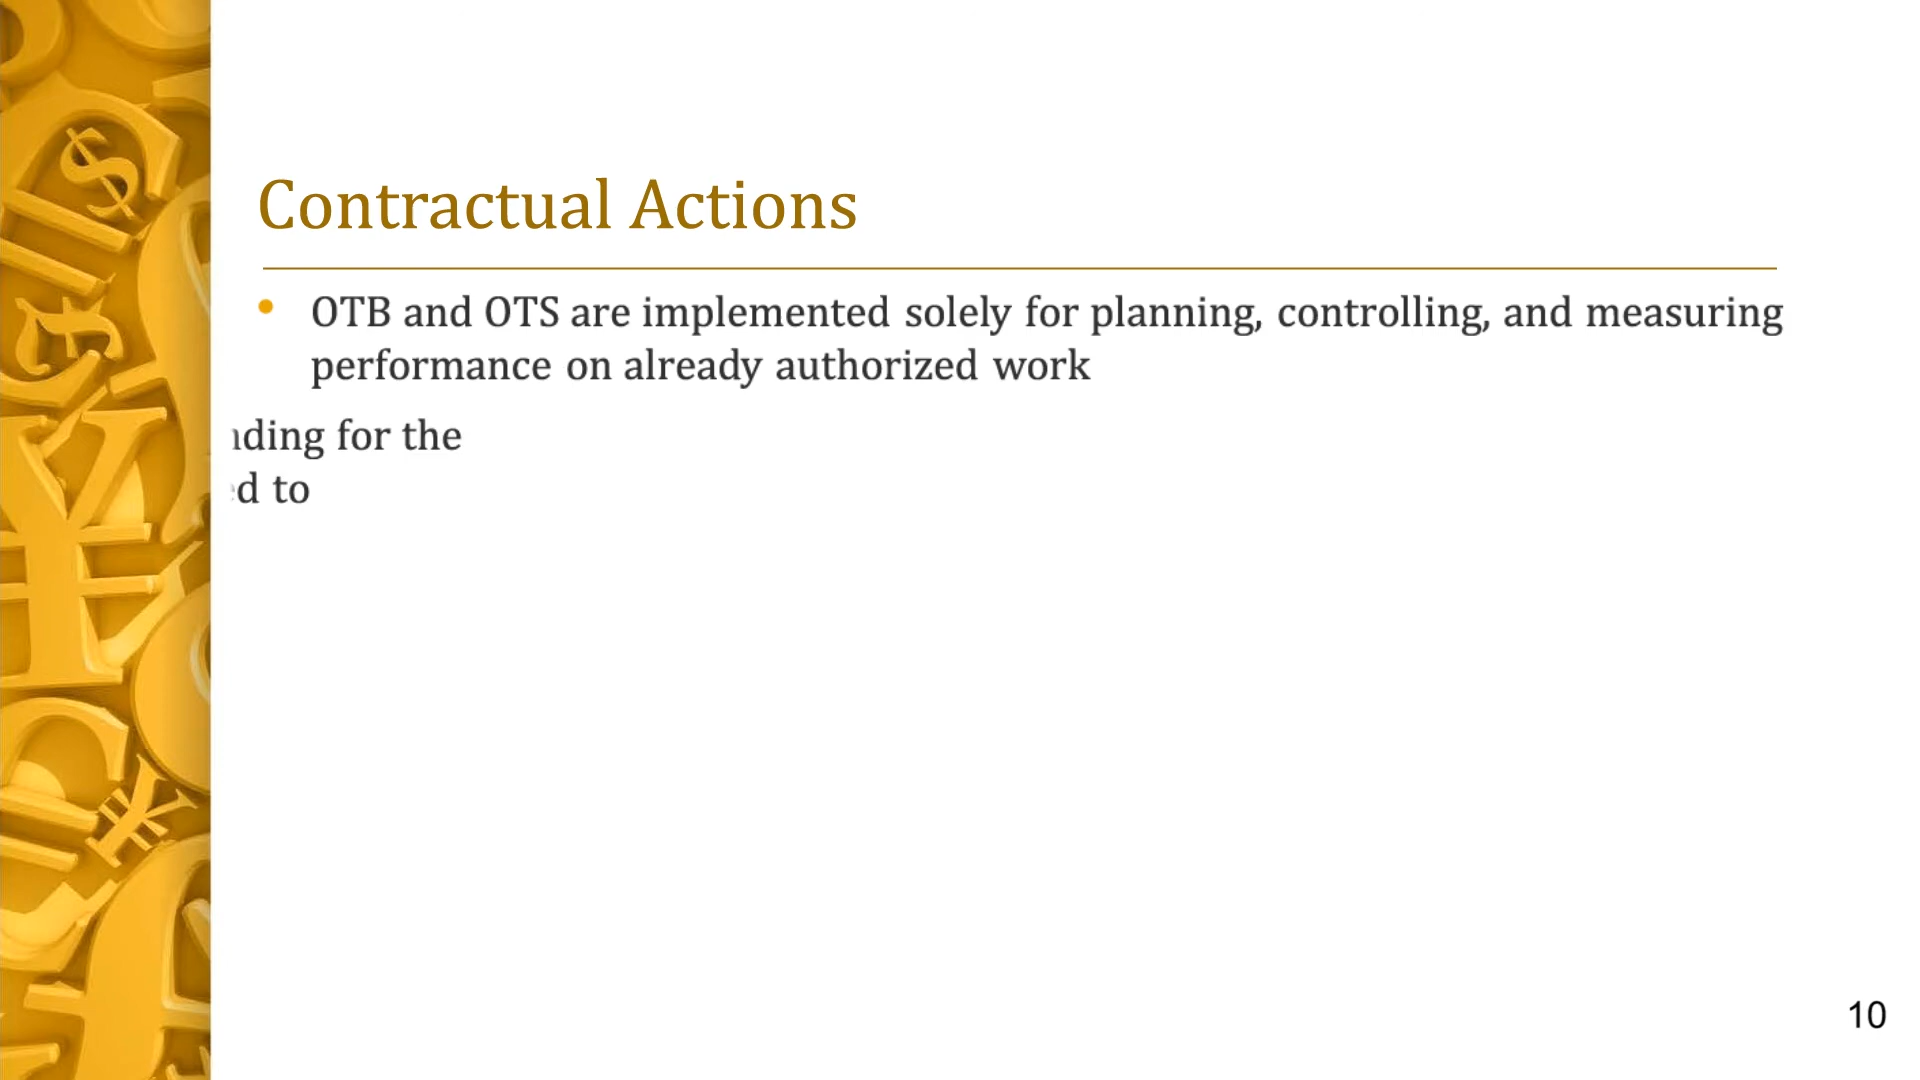 Contractual Actions
• OTB and OTS are implemented solely for planning, controlling, and measuring
performance on already authorized work
for the
to
10